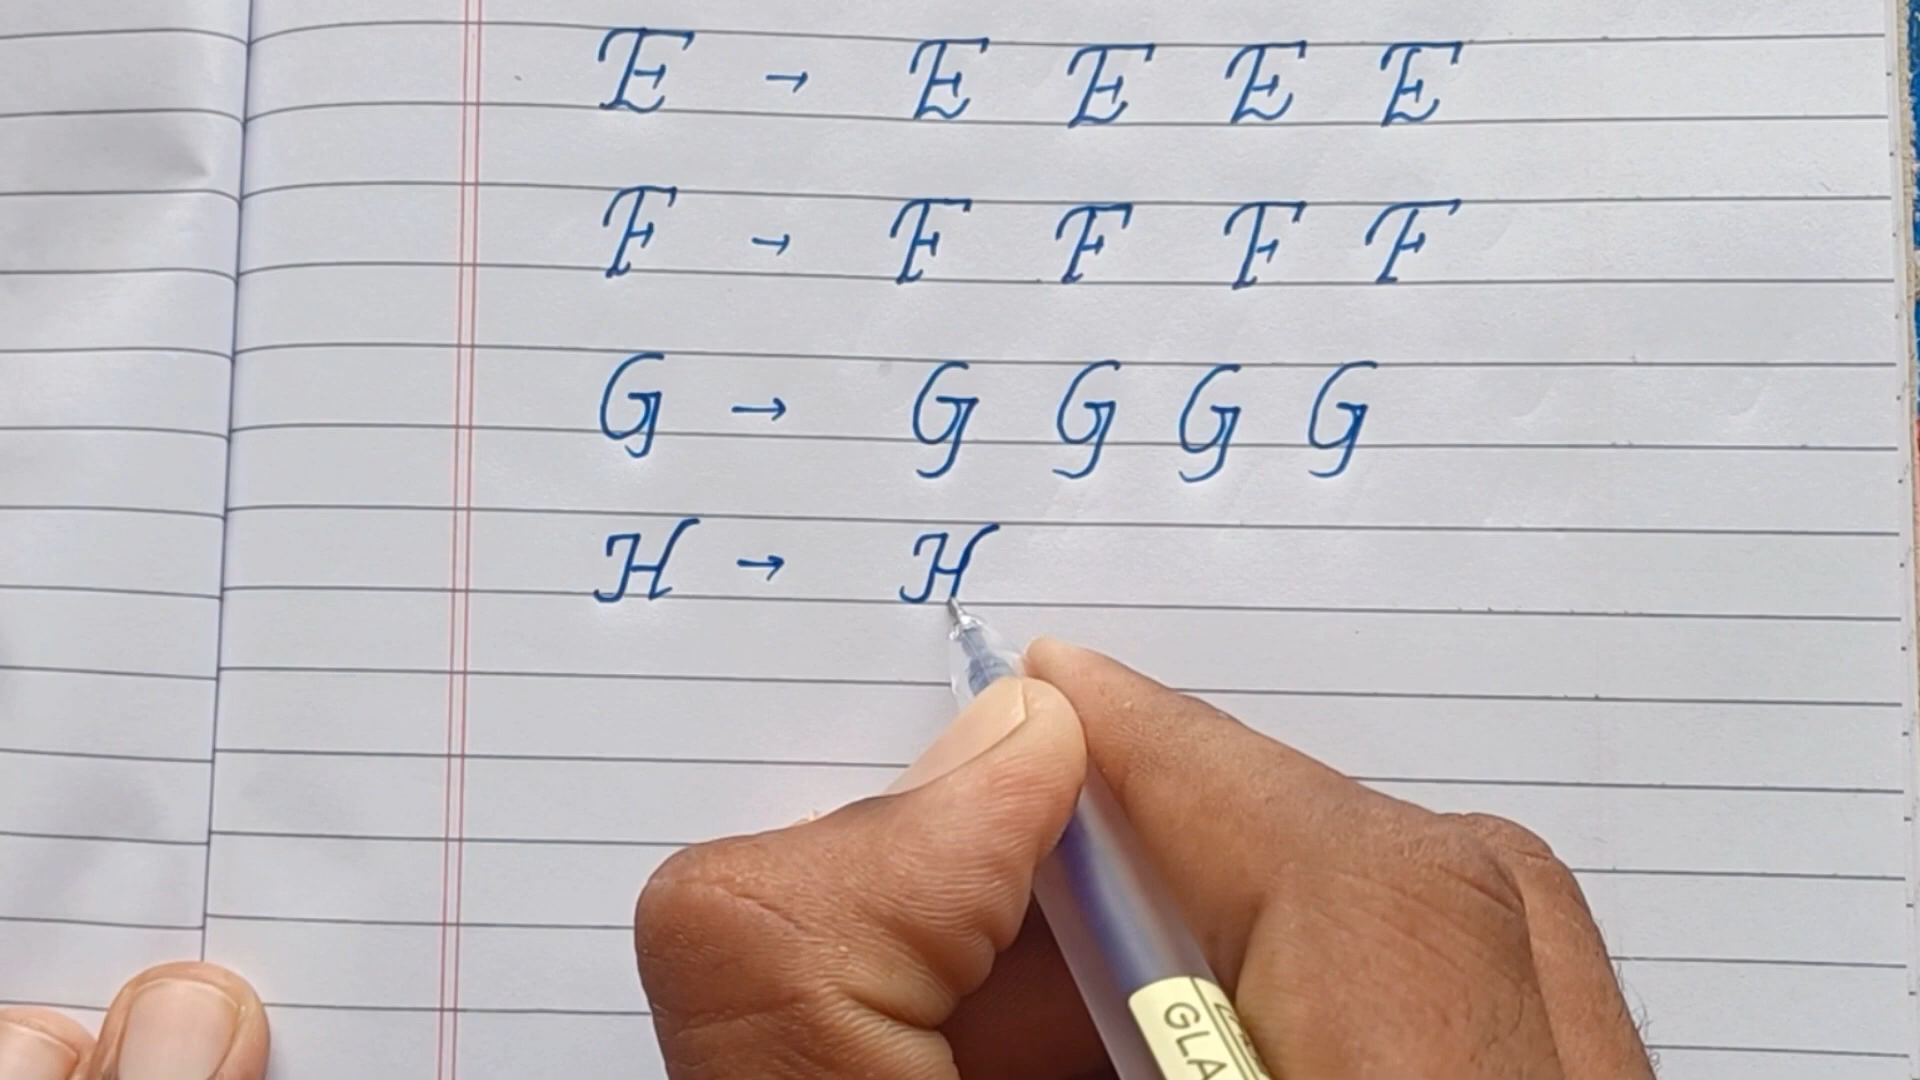 E → E E E E
F → F F F F
G → G G G G
H → H
GLA